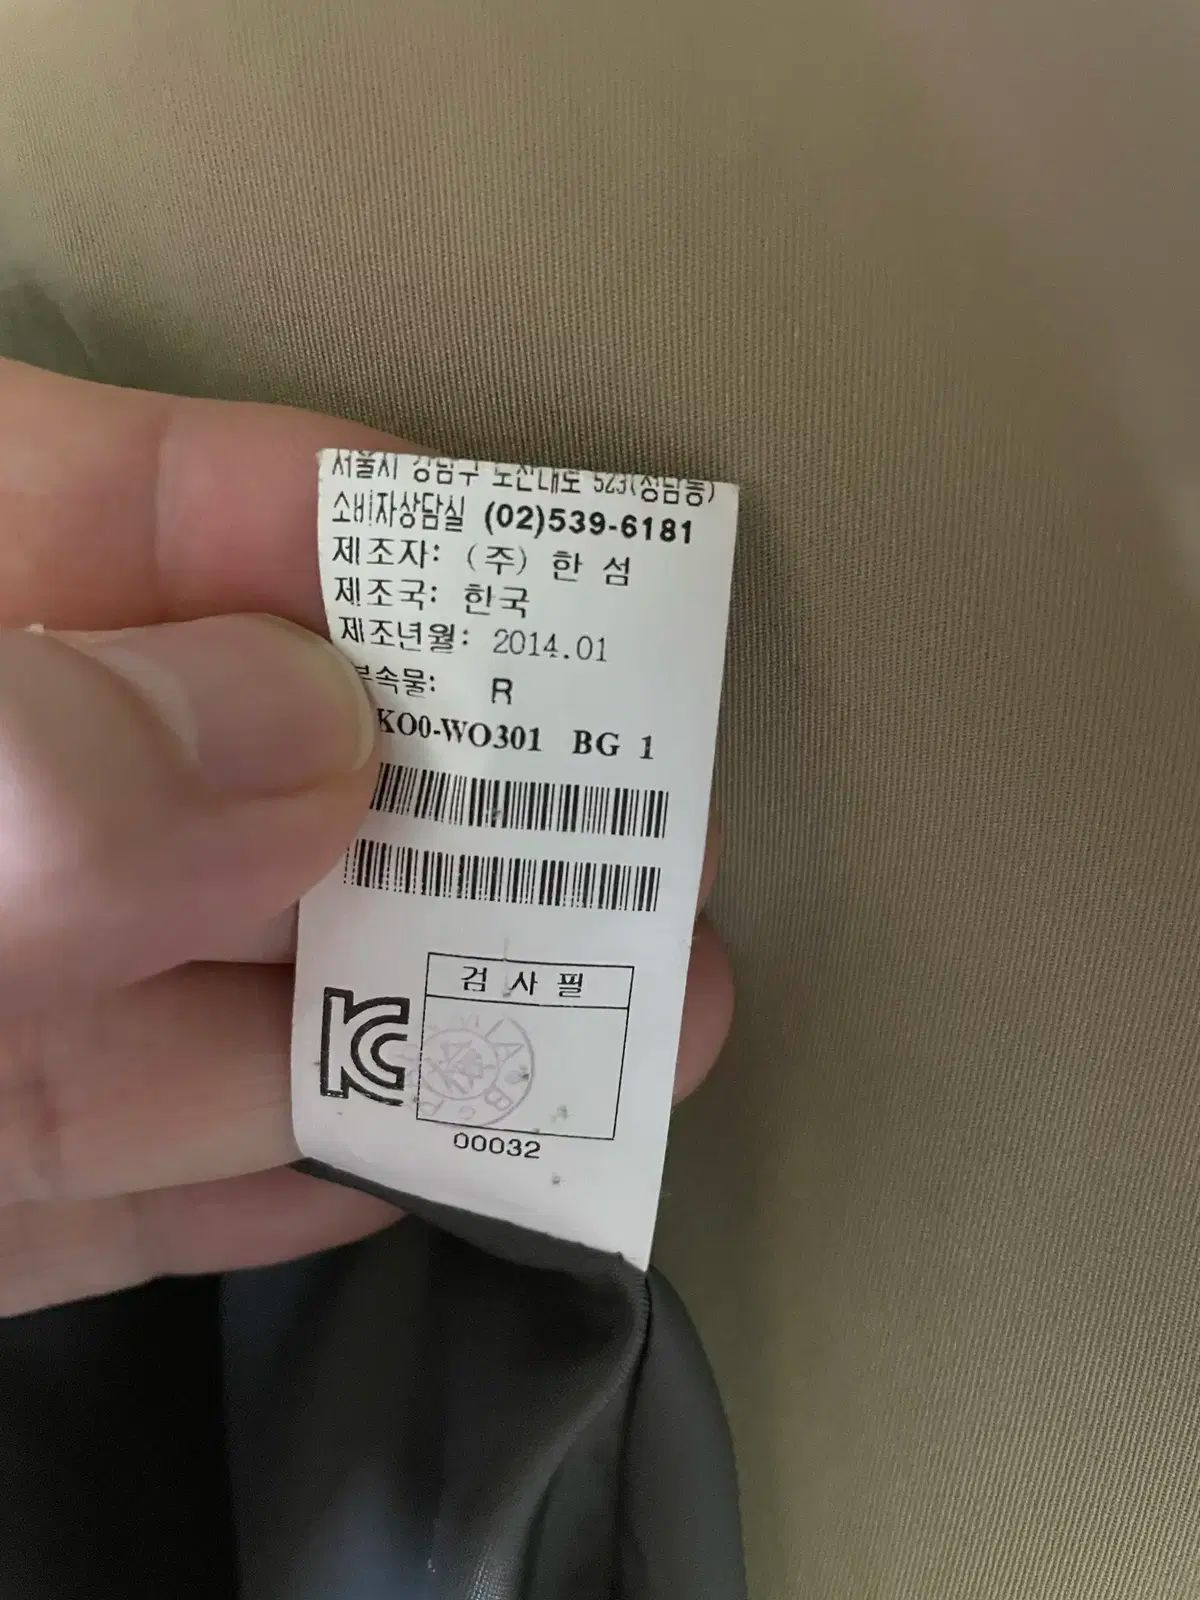 서울시 강남구 도산대로 523(청담동)
소비자상담실 (02)539-6181
제조자: (주) 한 섬
제조국: 한국
제조년월: 2014.01
부속물: R
KO0-WO301 BG 1
검 사 필
KC
00032